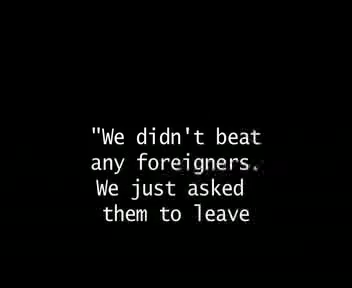 "We didn't beat
any foreigners.
We just asked
them to leave